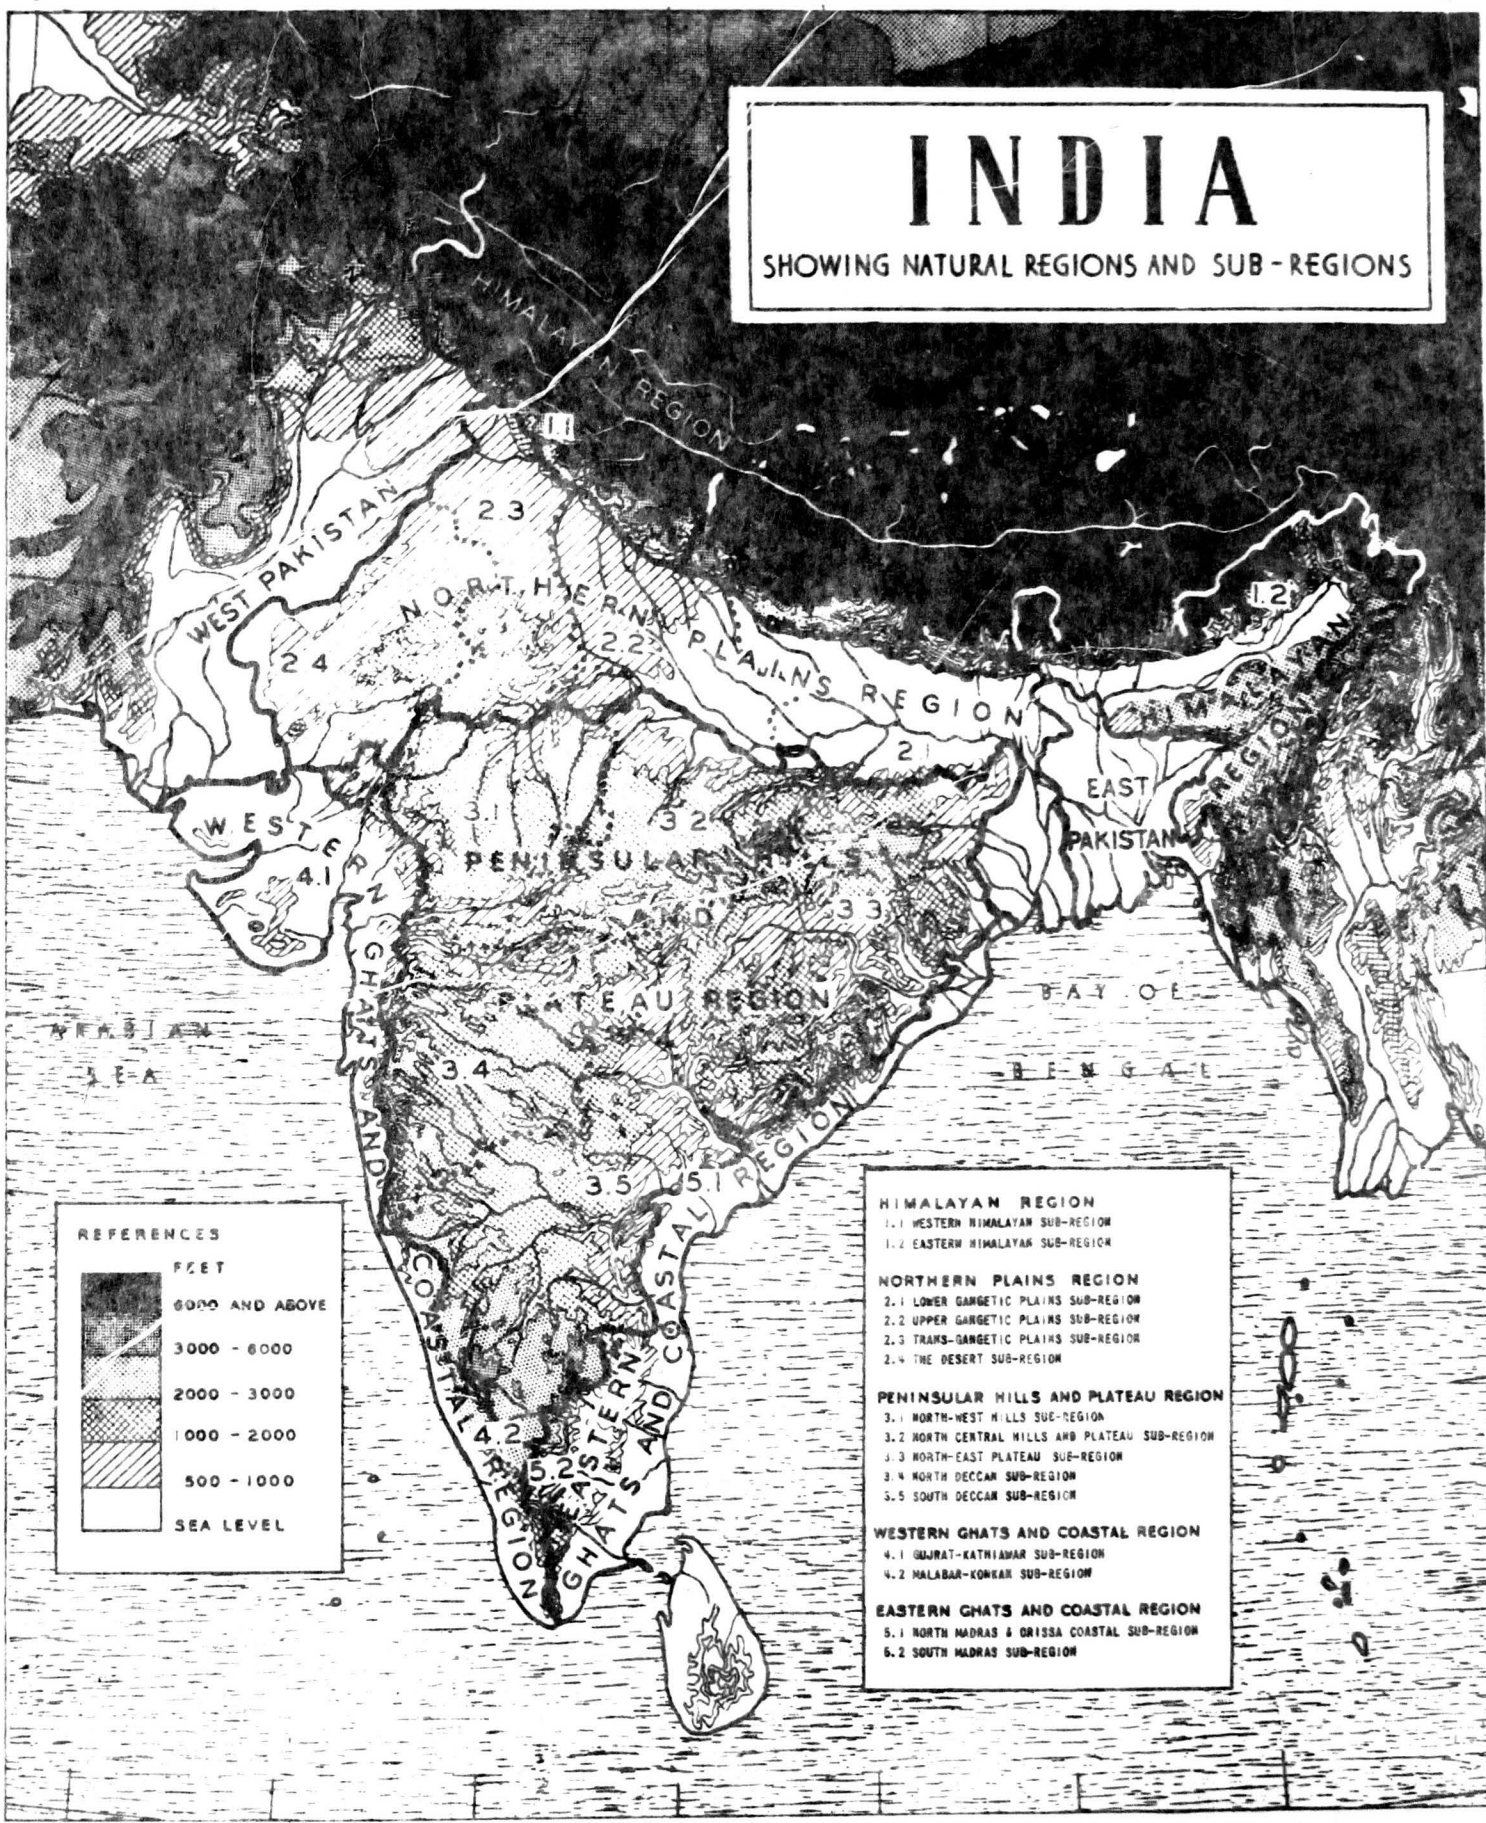 INDIA
SHOWING NATURAL REGIONS AND SUB-REGIONS
HIMALAYAN REGION
1.1
WEST PAKISTAN
2.3
NORTHERN PLAINS REGION
2.4
2.2
2.1
1.2
HIMALAYAN
REGION
EAST
PAKISTAN
WESTERN GHATS AND
COASTAL REGION
4.1
3.1
3.2
PENINSULAR HILLS
AND
3.3
PLATEAU REGION
ARABIAN
SEA
BAY OF
BENGAL
3.4
3.5
5.1
4.2
5.2
EASTERN
GHATS AND COASTAL REGION
REFERENCES
FEET
6000 AND ABOVE
3000 - 6000
2000 - 3000
1000 - 2000
500 - 1000
SEA LEVEL
HIMALAYAN REGION
1.1 WESTERN HIMALAYAN SUB-REGION
1.2 EASTERN HIMALAYAN SUB-REGION
NORTHERN PLAINS REGION
2.1 LOWER GANGETIC PLAINS SUB-REGION
2.2 UPPER GANGETIC PLAINS SUB-REGION
2.3 TRANS-GANGETIC PLAINS SUB-REGION
2.4 THE DESERT SUB-REGION
PENINSULAR HILLS AND PLATEAU REGION
3.1 NORTH-WEST HILLS SUB-REGION
3.2 NORTH CENTRAL HILLS AND PLATEAU SUB-REGION
3.3 NORTH-EAST PLATEAU SUB-REGION
3.4 NORTH DECCAN SUB-REGION
3.5 SOUTH DECCAN SUB-REGION
WESTERN GHATS AND COASTAL REGION
4.1 GUJRAT-KATHIAWAR SUB-REGION
4.2 MALABAR-KONKAN SUB-REGION
EASTERN GHATS AND COASTAL REGION
5.1 NORTH MADRAS & ORISSA COASTAL SUB-REGION
5.2 SOUTH MADRAS SUB-REGION